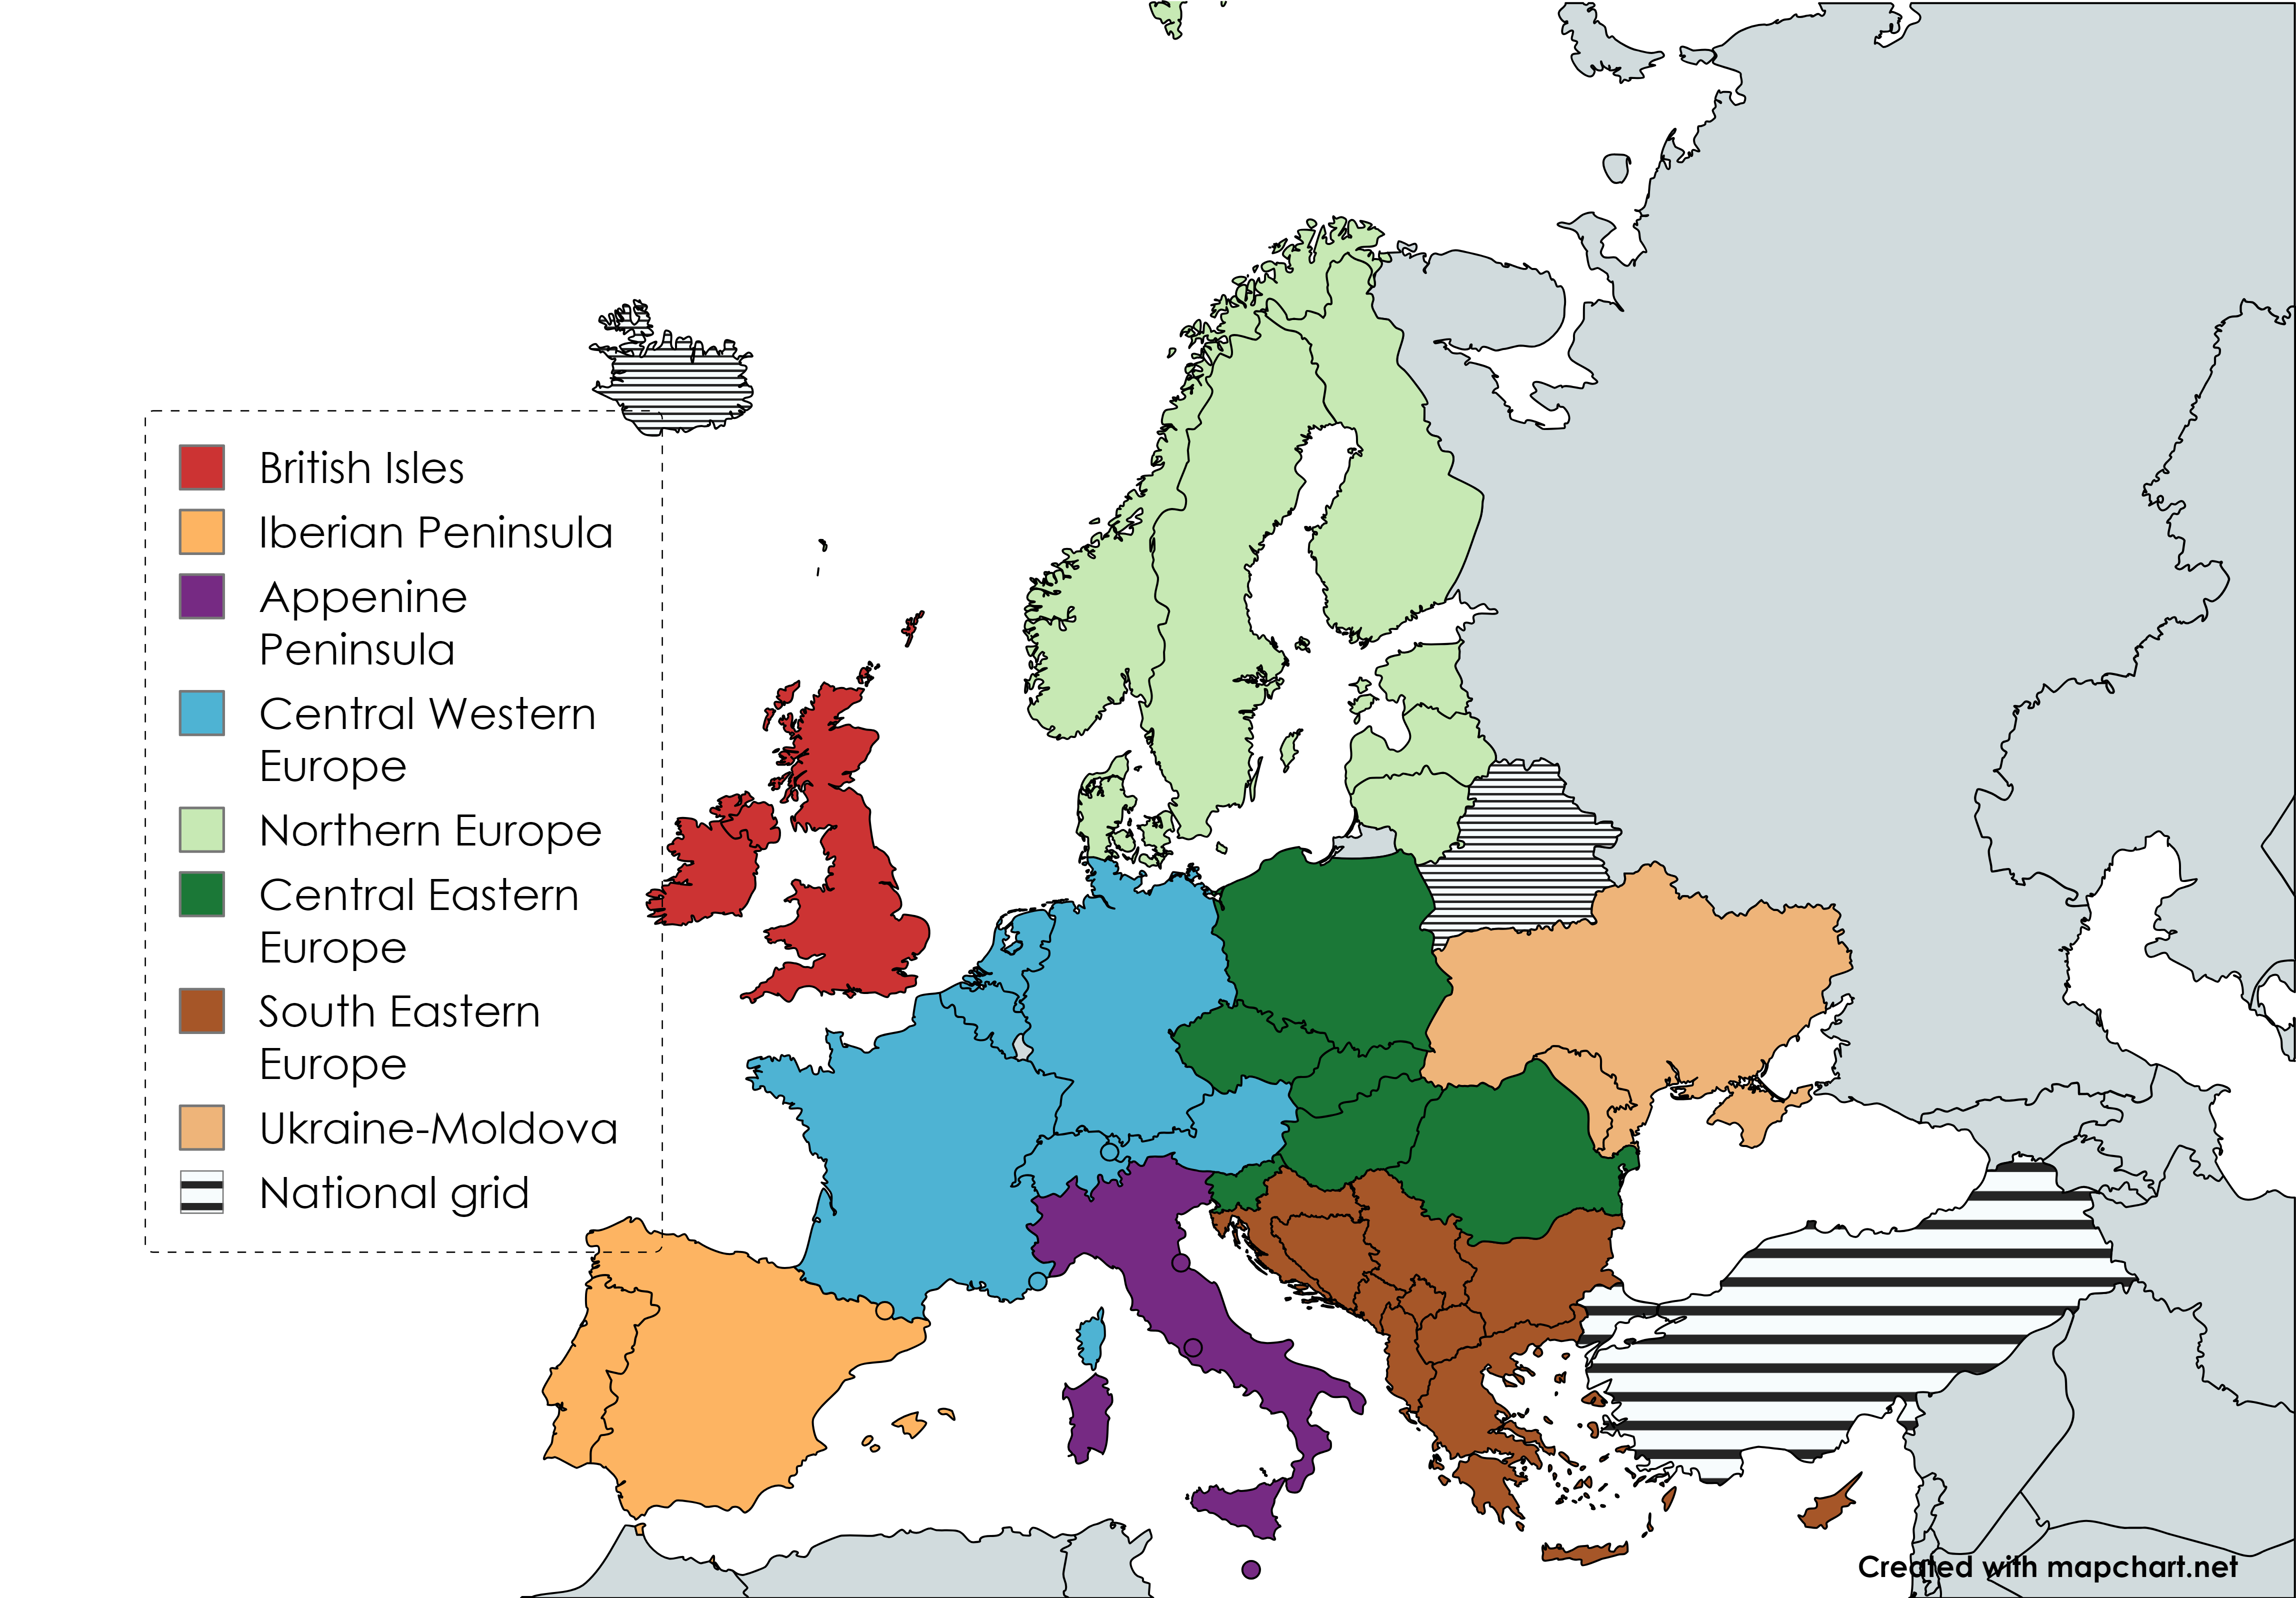 British Isles
Iberian Peninsula
Appenine
Peninsula
Central Western
Europe
Northern Europe
Central Eastern
Europe
South Eastern
Europe
Ukraine-Moldova
National grid
Created with mapchart.net